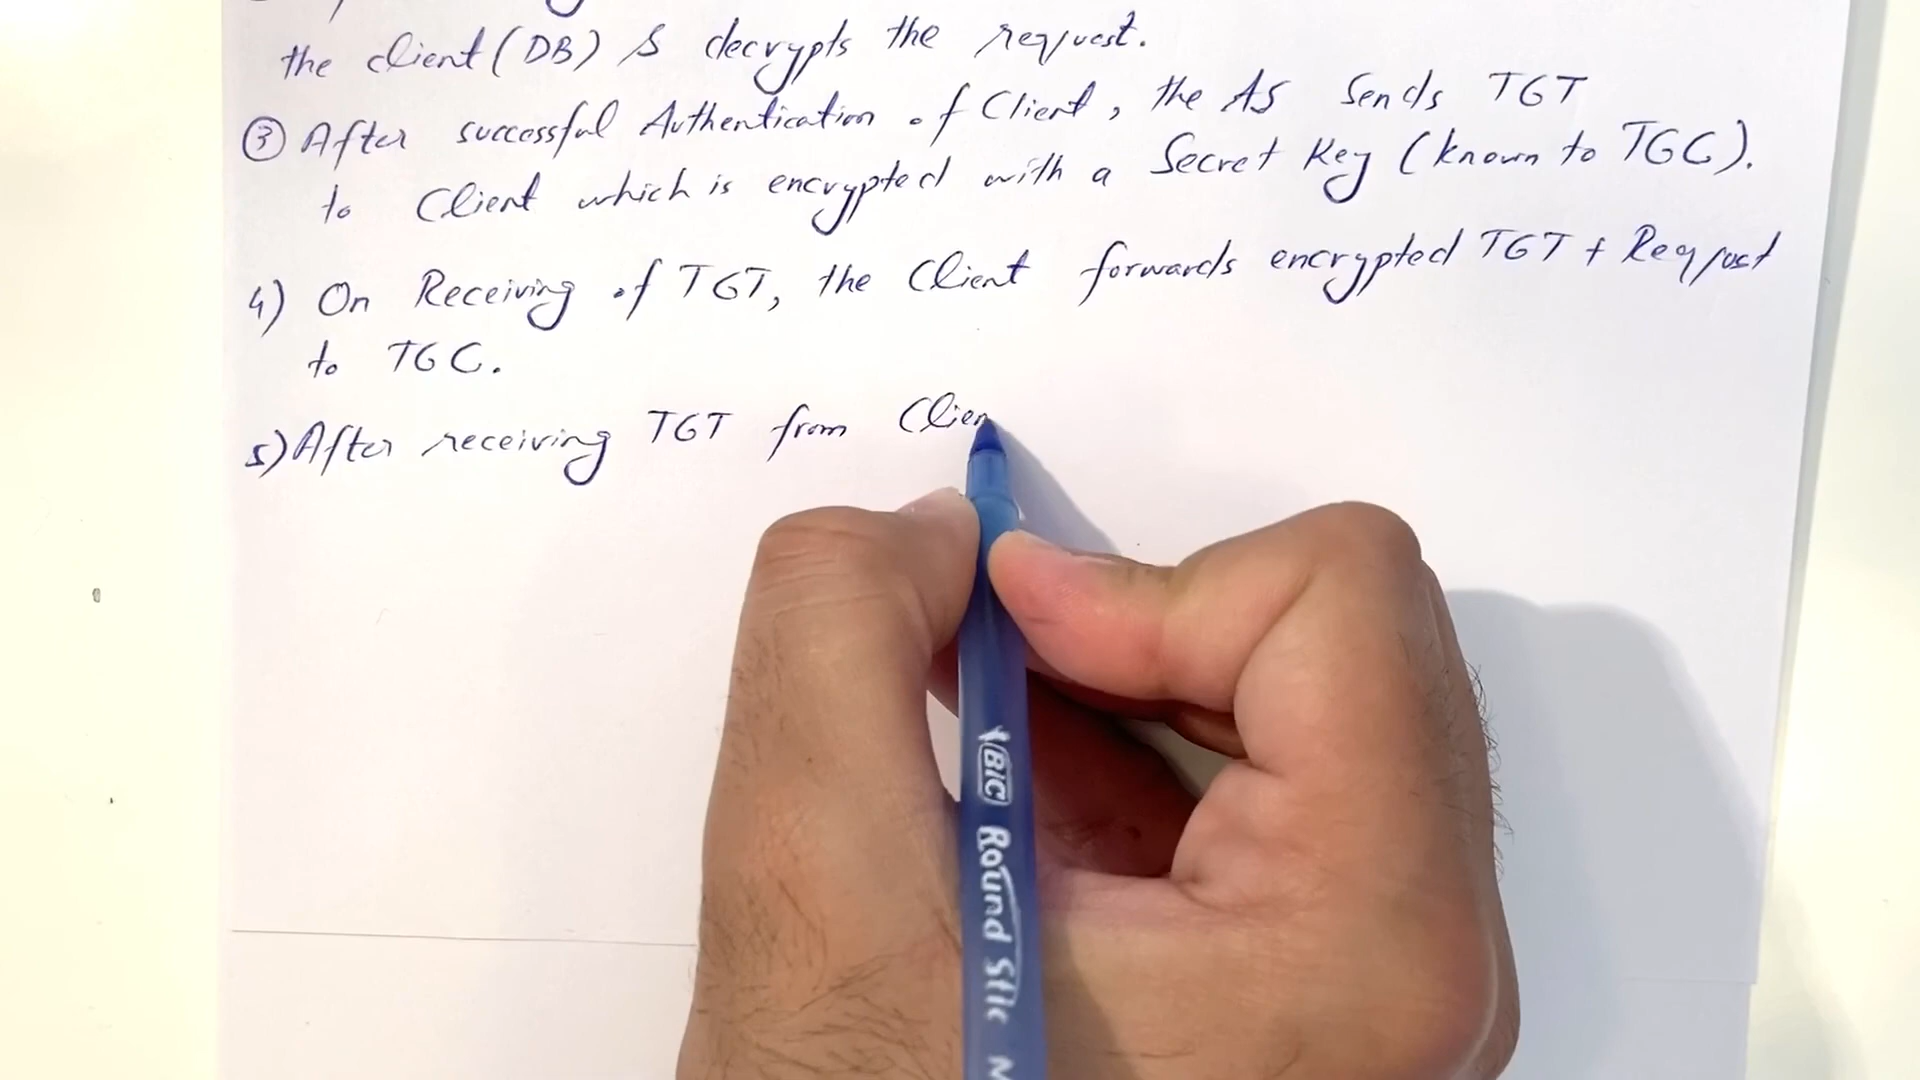 the client (DB) & decrypts the request.
③ After successful Authentication of Client, the AS Sends TGT
to Client which is encrypted with a Secret Key (known to TGC).
4) On Receiving of TGT, the Client forwards encrypted TGT + Request
to TGC.
5) After receiving TGT from Clien
BIC Round Stic M